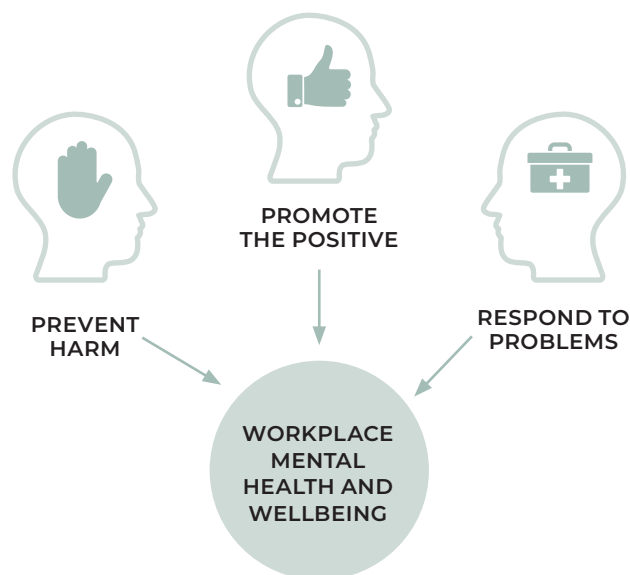 PROMOTE
THE POSITIVE
PREVENT
HARM
RESPOND TO
PROBLEMS
WORKPLACE
MENTAL
HEALTH AND
WELLBEING